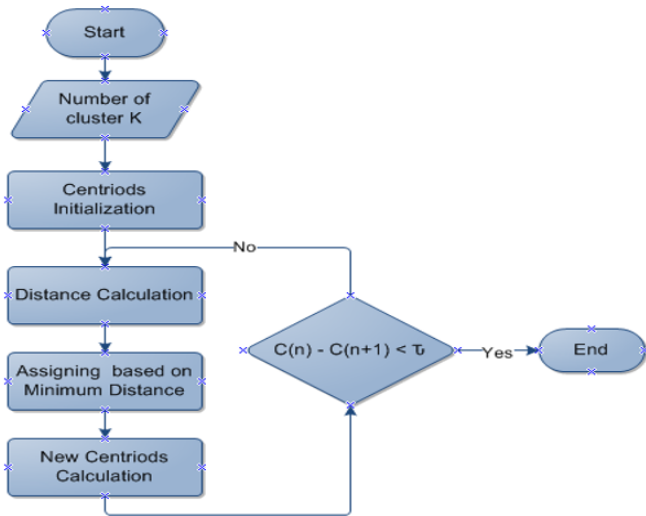 Start
Number of
cluster K
Centriods
Initialization
No
Distance Calculation
C(n) - C(n+1) < Ҭ
Yes
End
Assigning based on
Minimum Distance
New Centriods
Calculation